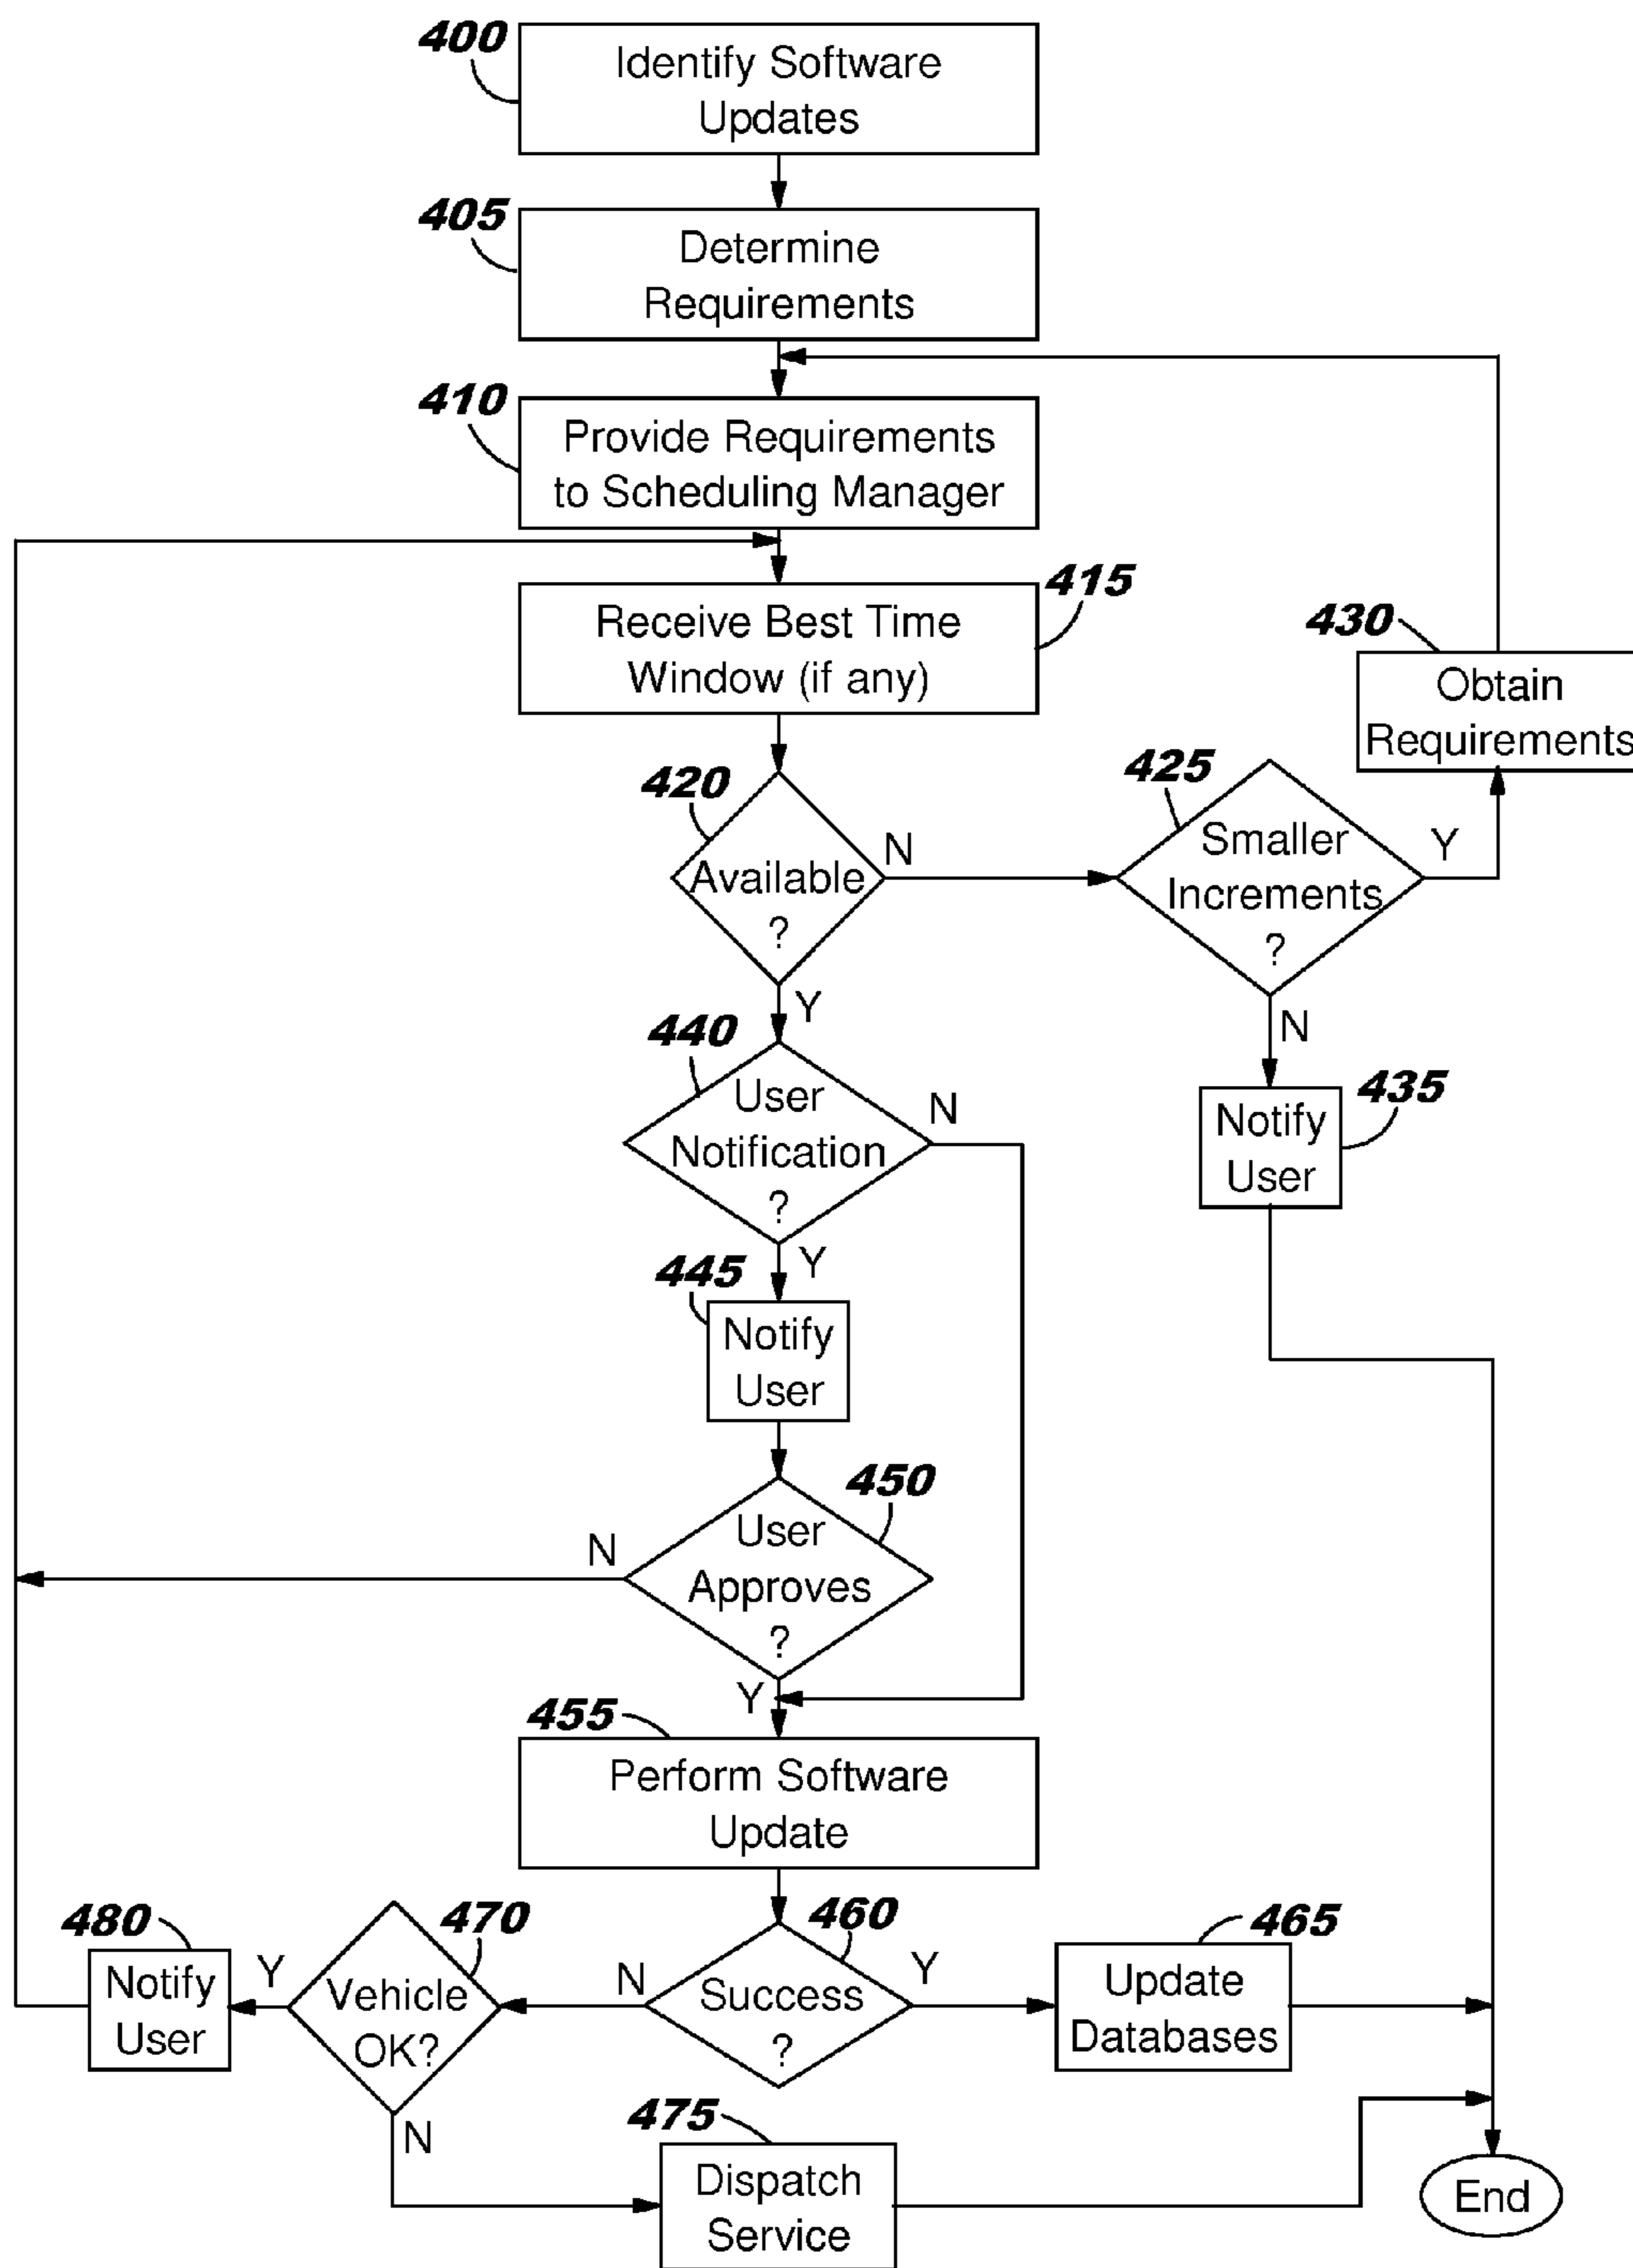 400
Identify Software
Updates
405
Determine
Requirements
410
Provide Requirements
to Scheduling Manager
415
Receive Best Time
Window (if any)
430
Obtain
Requirements
420
Available
?
N
Y
425
Smaller
Increments
?
Y
N
440
User
Notification
?
N
Y
435
Notify
User
445
Notify
User
450
User
Approves
?
N
Y
455
Perform Software
Update
460
Success
?
N
Y
465
Update
Databases
470
Vehicle
OK?
Y
N
480
Notify
User
475
Dispatch
Service
End